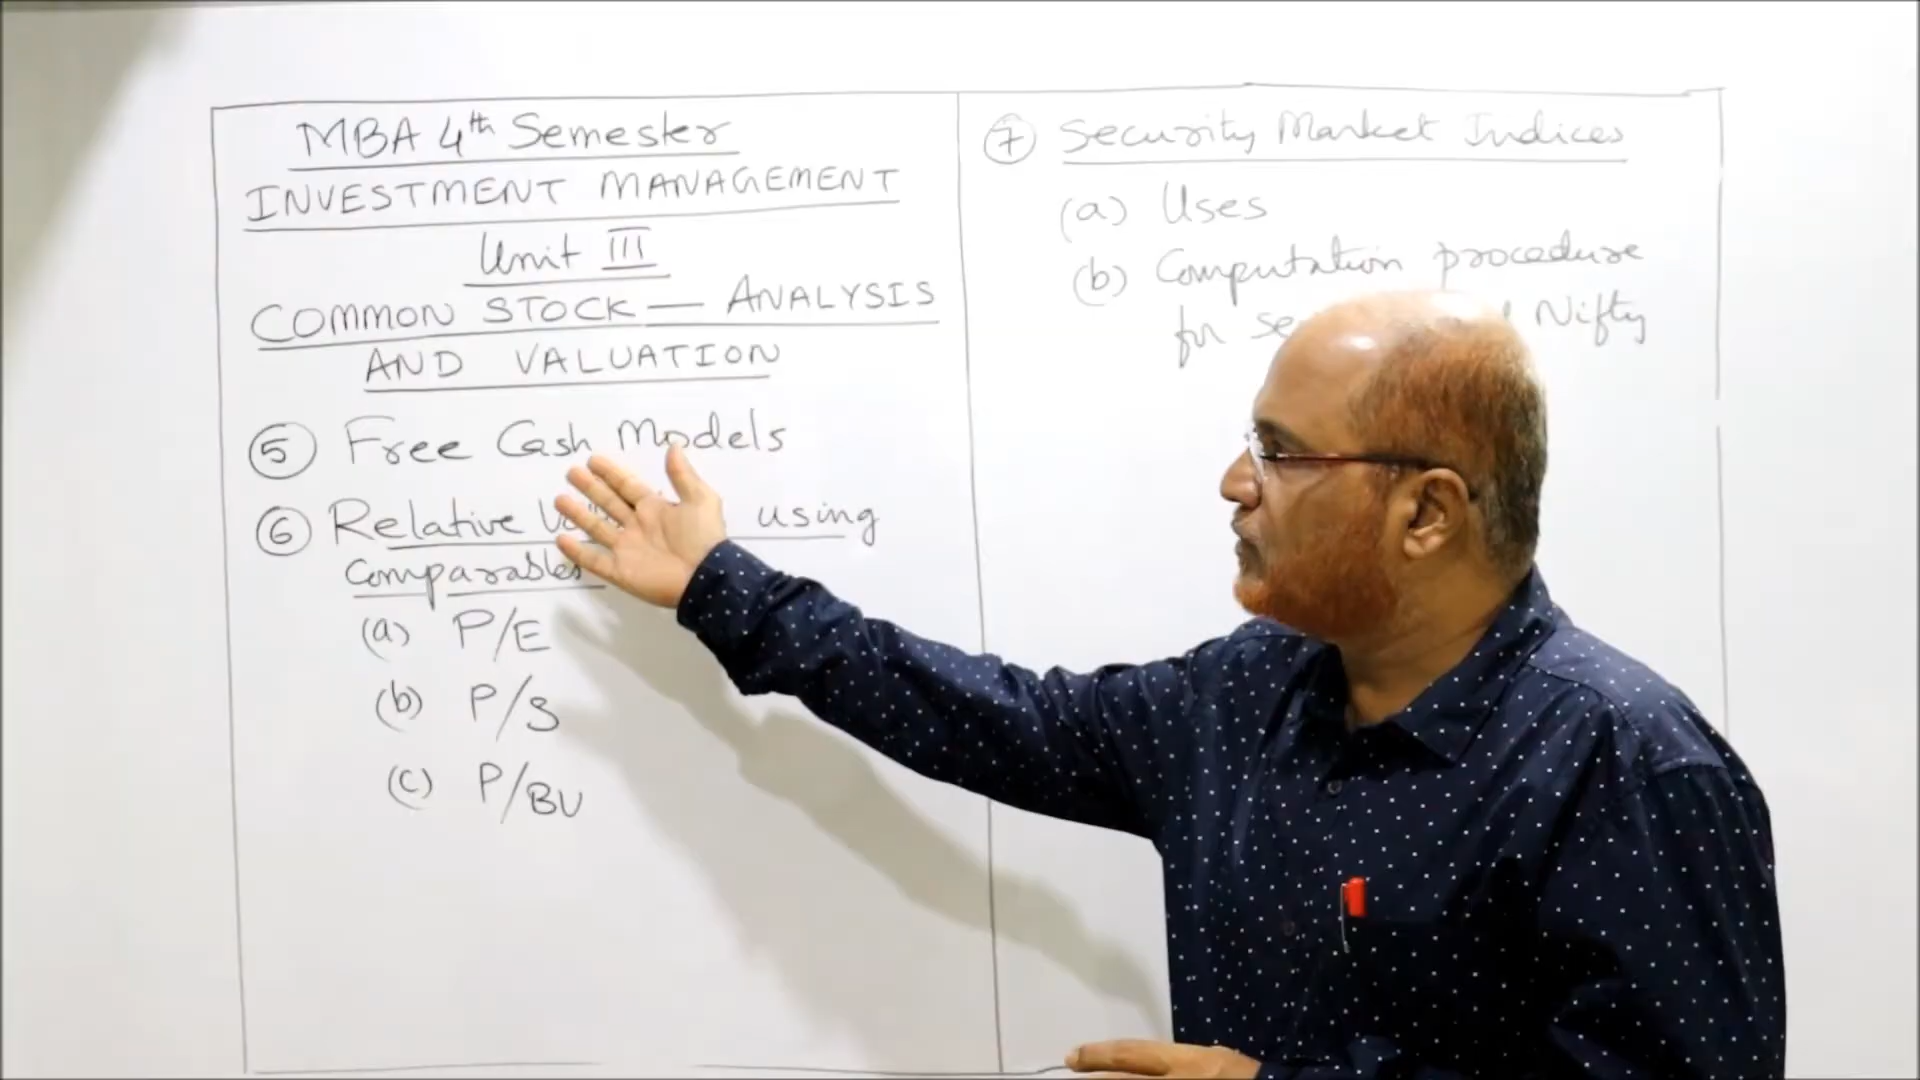 MBA 4th Semester
INVESTMENT MANAGEMENT
Unit III
COMMON STOCK — ANALYSIS
AND VALUATION
5 Free Cash Models
6 Relative using
Comparables
(a) P/E
(b) P/S
(c) P/BV
7 Security Market Indices
(a) Uses
(b) Computation procedure
for Nifty